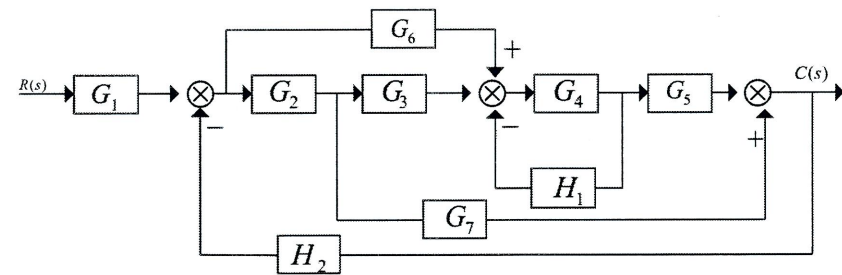 G₆
+
R(s)
G₁
G₂
G₃
G₄
G₅
C(s)
−
−
+
H₁
G₇
H₂